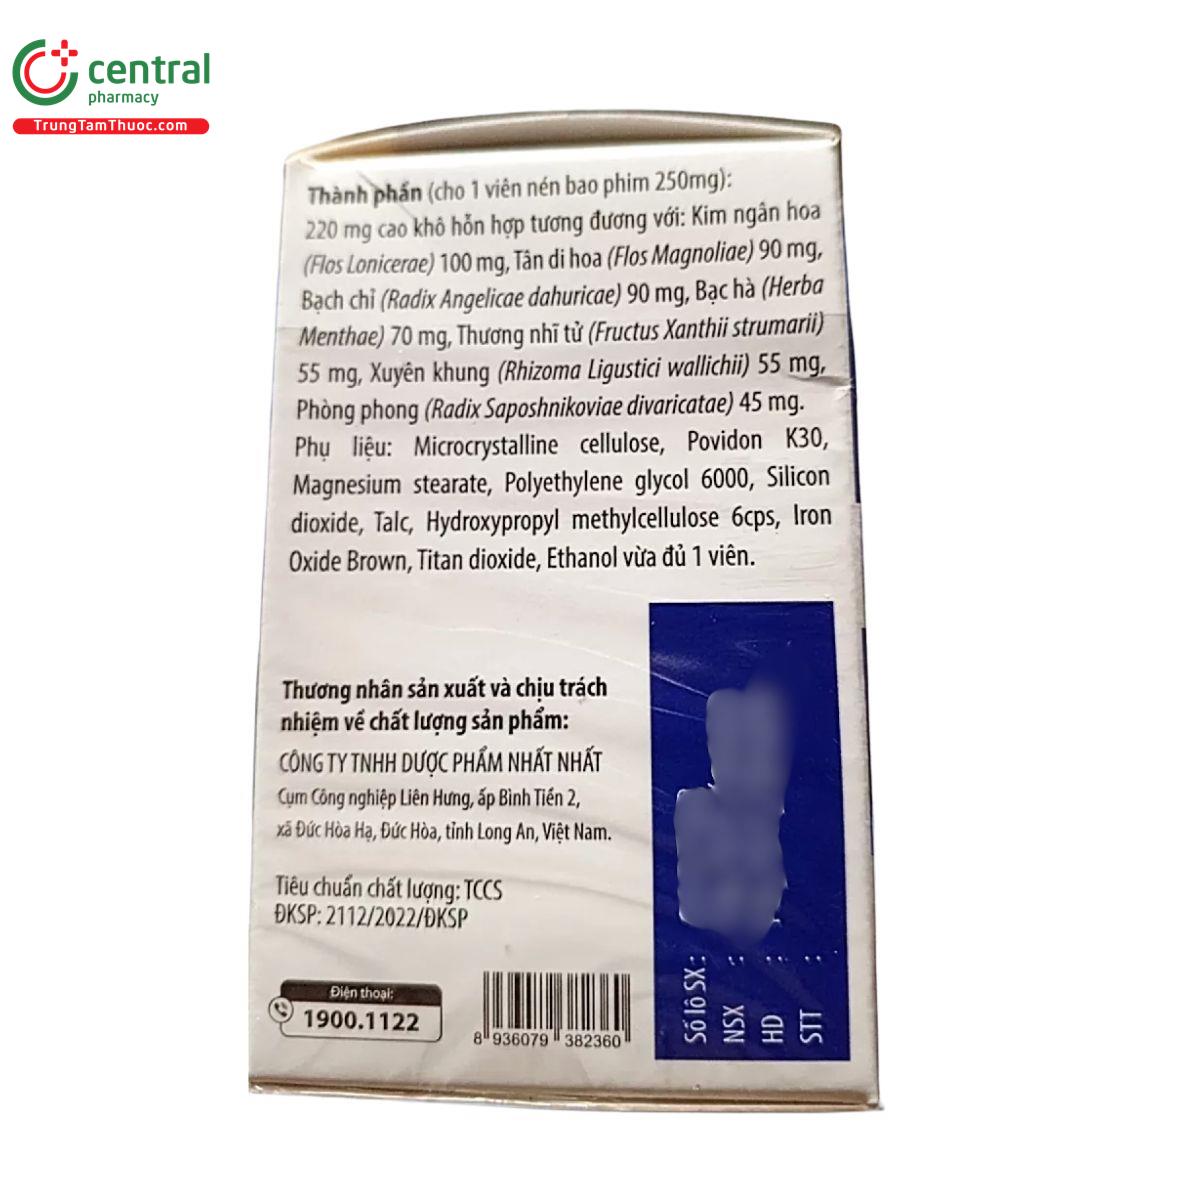 central
pharmacy
TrungTamThuoc.com
Thành phần (cho 1 viên nén bao phim 250mg):
220 mg cao khô hỗn hợp tương đương với: Kim ngân hoa
(Flos Lonicerae) 100 mg, Tân di hoa (Flos Magnoliae) 90 mg,
Bạch chỉ (Radix Angelicae dahuricae) 90 mg, Bạc hà (Herba
Menthae) 70 mg, Thương nhĩ tử (Fructus Xanthii strumarii)
55 mg, Xuyên khung (Rhizoma Ligustici wallichii) 55 mg,
Phòng phong (Radix Saposhnikoviae divaricatae) 45 mg.
Phụ liệu: Microcrystalline cellulose, Povidon K30,
Magnesium stearate, Polyethylene glycol 6000, Silicon
dioxide, Talc, Hydroxypropyl methylcellulose 6cps, Iron
Oxide Brown, Titan dioxide, Ethanol vừa đủ 1 viên.
Thương nhân sản xuất và chịu trách
nhiệm về chất lượng sản phẩm:
CÔNG TY TNHH DƯỢC PHẨM NHẤT NHẤT
Cụm Công nghiệp Liên Hưng, ấp Bình Tiền 2,
xã Đức Hòa Hạ, Đức Hòa, tỉnh Long An, Việt Nam.
Tiêu chuẩn chất lượng: TCCS
ĐKSP: 2112/2022/ĐKSP
Điện thoại:
1900.1122
8 936079 382360
Số lô SX :
NSX :
HD :
STT :